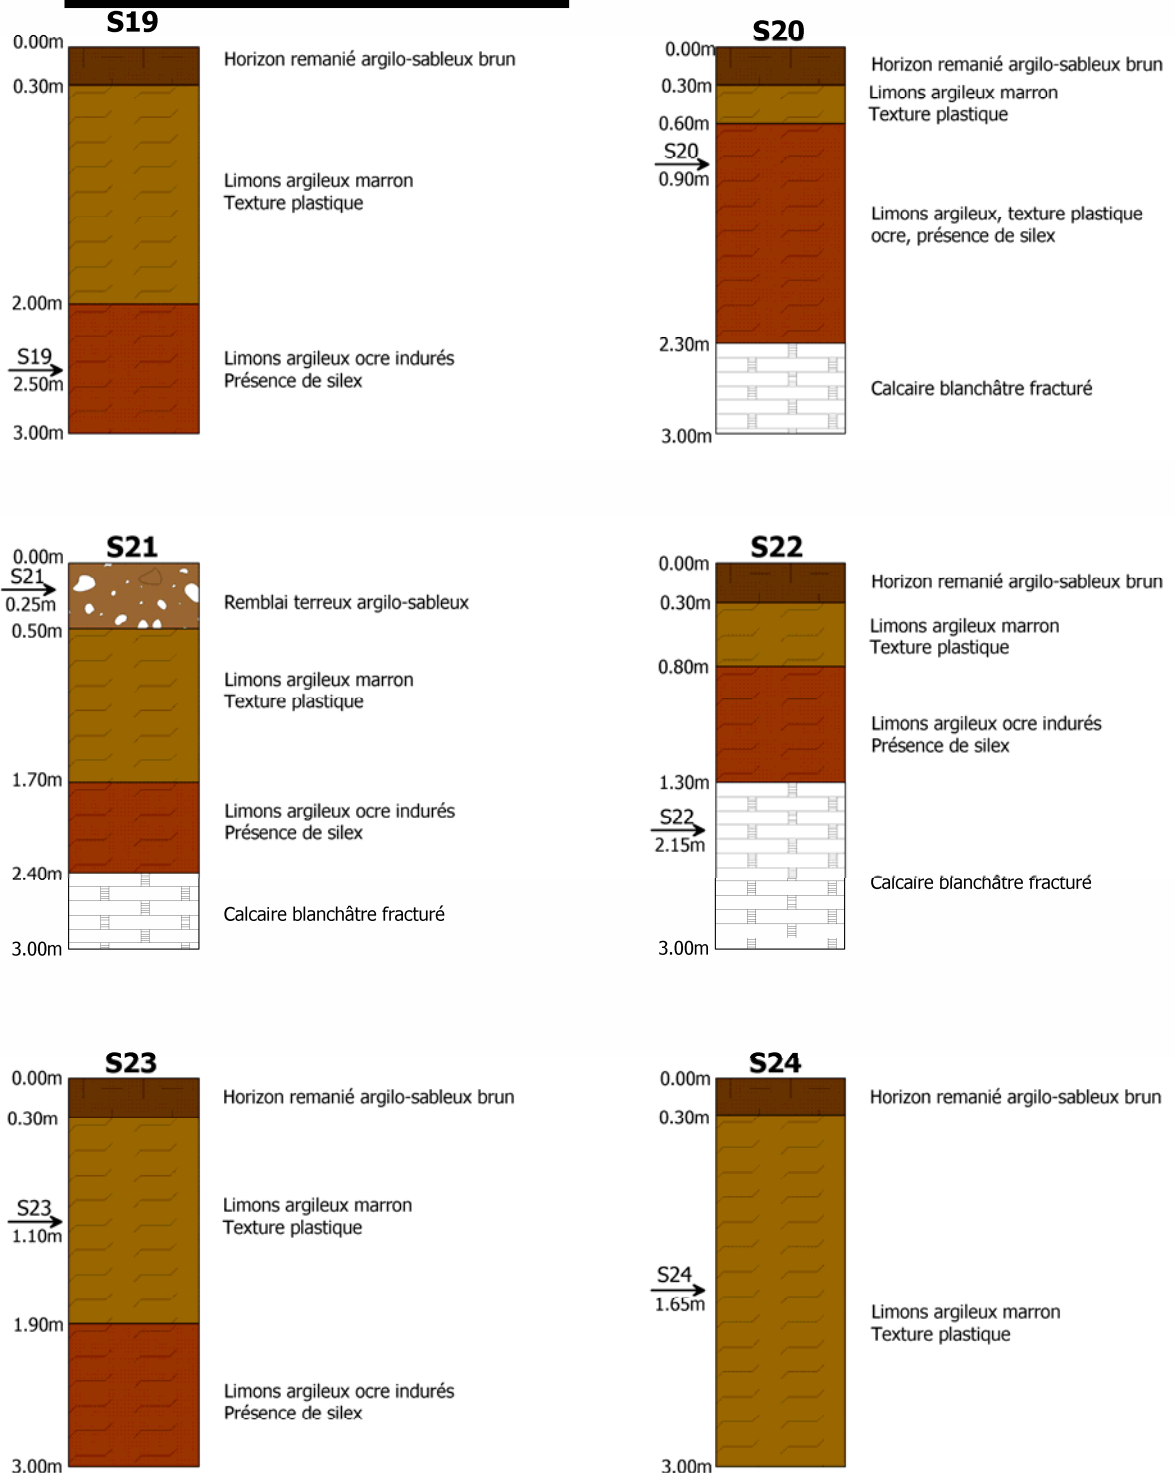 S19
0.00m
Horizon remanié argilo-sableux brun
0.30m
Limons argileux marron
Texture plastique
2.00m
S19
2.50m
Limons argileux ocre indurés
Présence de silex
3.00m
S20
0.00m
Horizon remanié argilo-sableux brun
0.30m
Limons argileux marron
Texture plastique
0.60m
S20
0.90m
Limons argileux, texture plastique
ocre, présence de silex
2.30m
Calcaire blanchâtre fracturé
3.00m
S21
0.00m
S21
0.25m
Remblai terreux argilo-sableux
0.50m
Limons argileux marron
Texture plastique
1.70m
Limons argileux ocre indurés
Présence de silex
2.40m
Calcaire blanchâtre fracturé
3.00m
S22
0.00m
Horizon remanié argilo-sableux brun
0.30m
Limons argileux marron
Texture plastique
0.80m
Limons argileux ocre indurés
Présence de silex
1.30m
S22
2.15m
Calcaire blanchâtre fracturé
3.00m
S23
0.00m
Horizon remanié argilo-sableux brun
0.30m
Limons argileux marron
Texture plastique
S23
1.10m
1.90m
Limons argileux ocre indurés
Présence de silex
3.00m
S24
0.00m
Horizon remanié argilo-sableux brun
0.30m
S24
1.65m
Limons argileux marron
Texture plastique
3.00m